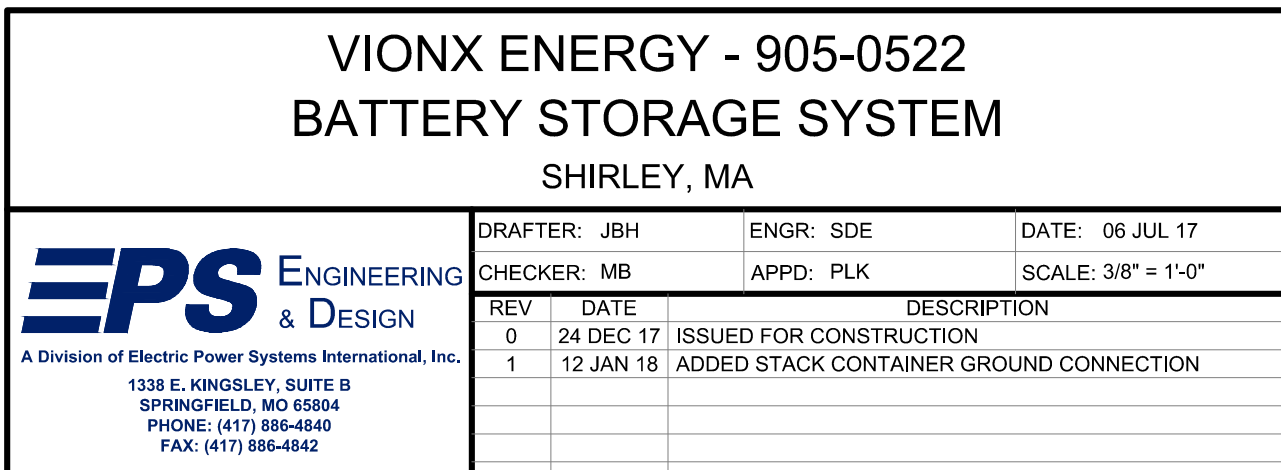 VIONX ENERGY - 905-0522
BATTERY STORAGE SYSTEM
SHIRLEY, MA
EPS ENGINEERING & DESIGN
A Division of Electric Power Systems International, Inc.
1338 E. KINGSLEY, SUITE B
SPRINGFIELD, MO 65804
PHONE: (417) 886-4840
FAX: (417) 886-4842
DRAFTER: JBH ENGR: SDE DATE: 06 JUL 17
CHECKER: MB APPD: PLK SCALE: 3/8" = 1'-0"
REV DATE DESCRIPTION
0 24 DEC 17 ISSUED FOR CONSTRUCTION
1 12 JAN 18 ADDED STACK CONTAINER GROUND CONNECTION